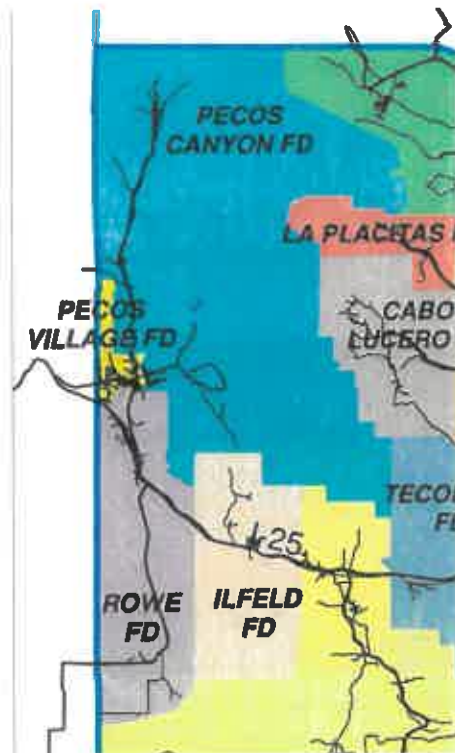 PECOS
CANYON FD
LA PLACITAS
PECOS
VILLAGE FD
CABO
LUCERO
TECO
FD
25
ROWE
FD
ILFELD
FD